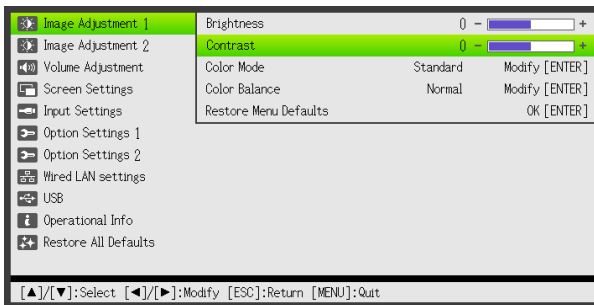 Image Adjustment 1
Image Adjustment 2
Volume Adjustment
Screen Settings
Input Settings
Option Settings 1
Option Settings 2
Wired LAN settings
USB
Operational Info
Restore All Defaults
Brightness 0 - +
Contrast 0 - +
Color Mode Standard Modify [ENTER]
Color Balance Normal Modify [ENTER]
Restore Menu Defaults OK [ENTER]
[▲]/[▼]:Select [◄]/[►]:Modify [ESC]:Return [MENU]:Quit